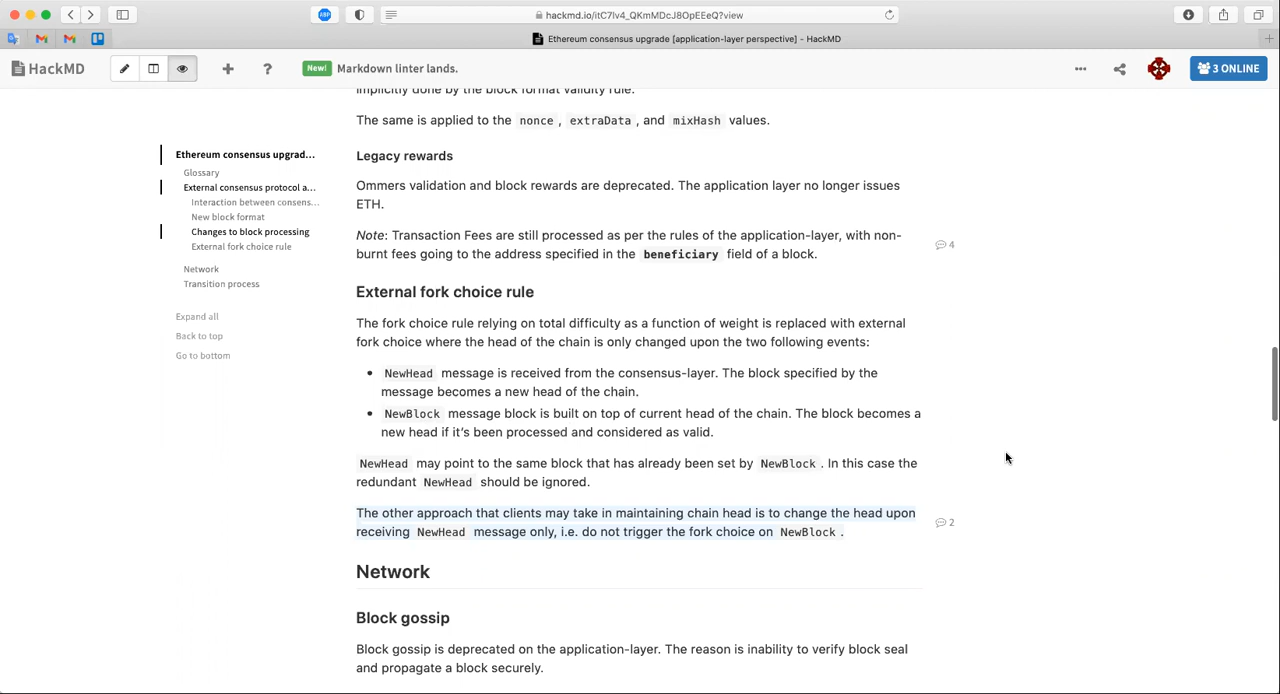 hackmd.io/itC7lv4_QKmMDcJ8OpEEeQ?view
Ethereum consensus upgrade [application-layer perspective] - HackMD
HackMD
New! Markdown linter lands.
3 ONLINE
Ethereum consensus upgrad...
Glossary
External consensus protocol a...
Interaction between consens...
New block format
Changes to block processing
External fork choice rule
Network
Transition process
Expand all
Back to top
Go to bottom
implicitly done by the block format validity rule.
The same is applied to the nonce, extraData, and mixHash values.
Legacy rewards
Ommers validation and block rewards are deprecated. The application layer no longer issues
ETH.
Note: Transaction Fees are still processed as per the rules of the application-layer, with non-
burnt fees going to the address specified in the beneficiary field of a block.
4
External fork choice rule
The fork choice rule relying on total difficulty as a function of weight is replaced with external
fork choice where the head of the chain is only changed upon the two following events:
• NewHead message is received from the consensus-layer. The block specified by the
message becomes a new head of the chain.
• NewBlock message block is built on top of current head of the chain. The block becomes a
new head if it's been processed and considered as valid.
NewHead may point to the same block that has already been set by NewBlock. In this case the
redundant NewHead should be ignored.
The other approach that clients may take in maintaining chain head is to change the head upon
receiving NewHead message only, i.e. do not trigger the fork choice on NewBlock.
2
Network
Block gossip
Block gossip is deprecated on the application-layer. The reason is inability to verify block seal
and propagate a block securely.